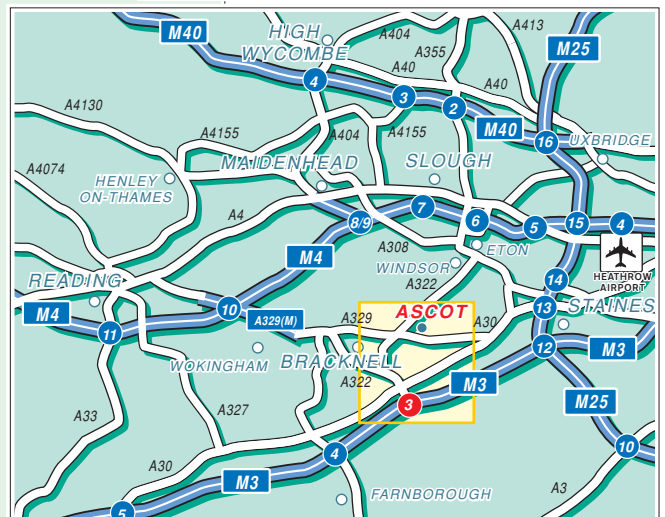 M40
HIGH
WYCOMBE
A404
A413
A355
A40
M25
4
A40
3
2
A4130
A4155
A404
A4155
M40
16
UXBRIDGE
A4074
MAIDENHEAD
SLOUGH
HENLEY
ON-THAMES
A4
7
6
5
15
4
8/9
A308
ETON
M4
WINDSOR
HEATHROW
AIRPORT
READING
A322
14
10
13
STAINES
M4
A329(M)
A329
ASCOT
A30
11
12
M3
WOKINGHAM
BRACKNELL
A322
M3
3
M25
A33
A327
4
10
A30
M3
A3
FARNBOROUGH
5